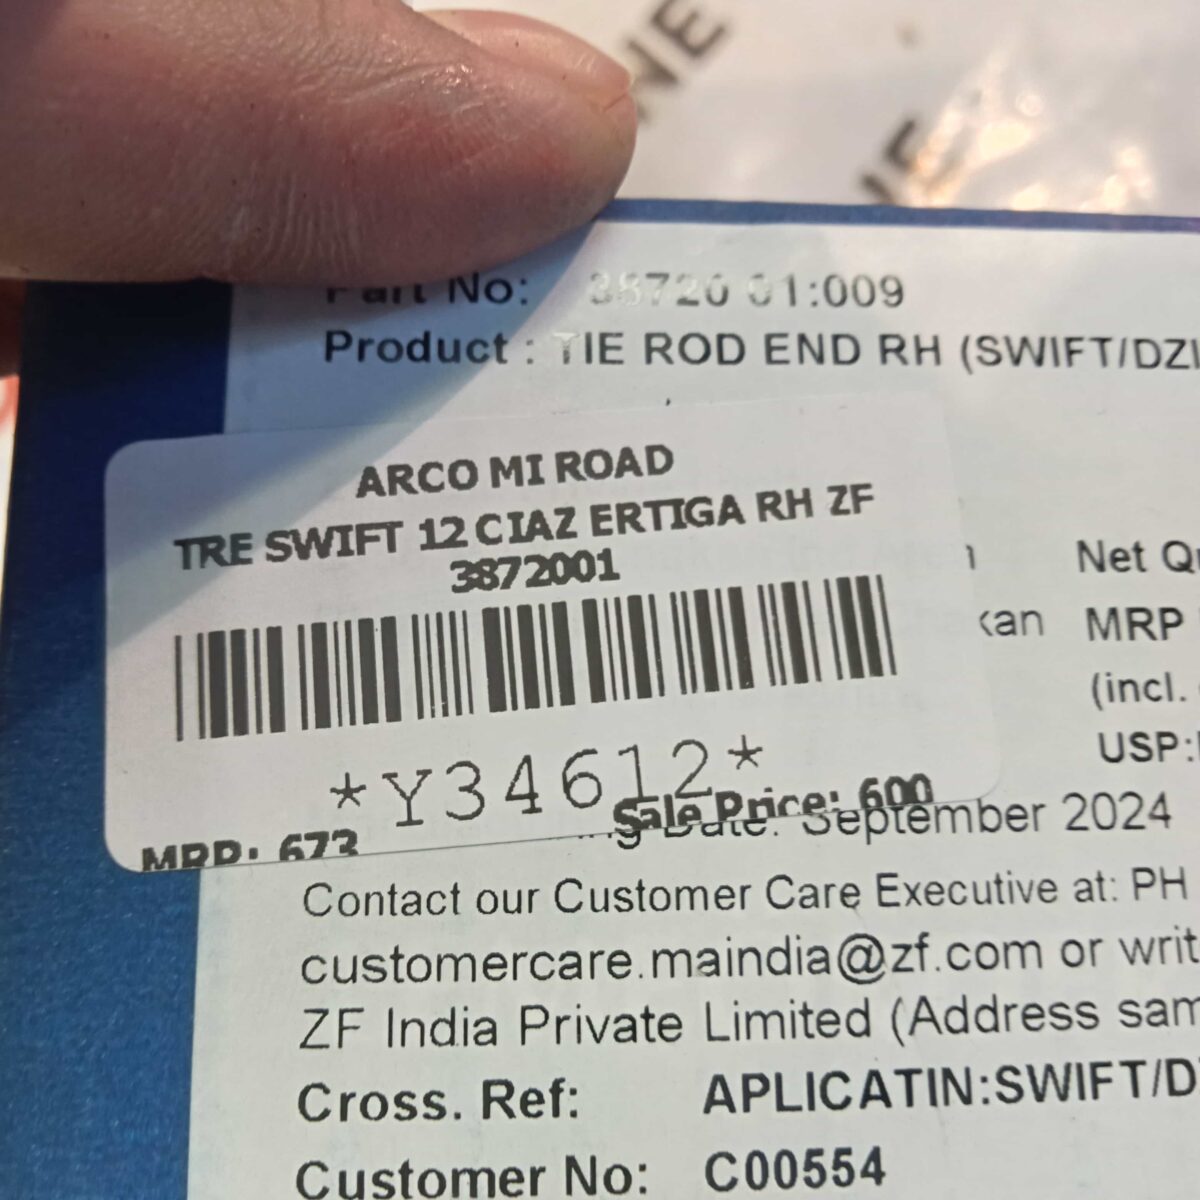 NE
Part No: 38720 01:009
Product : TIE ROD END RH (SWIFT/DZI
ARCO MI ROAD
TRE SWIFT 12 CIAZ ERTIGA RH ZF
3872001
*Y34612*
MRP: 673 Sale Price: 600
Net Qu
MRP
(incl.
USP:
Date: September 2024
Contact our Customer Care Executive at: PH
customercare.maindia@zf.com or writ
ZF India Private Limited (Address sam
Cross. Ref: APLICATIN:SWIFT/D
Customer No: C00554